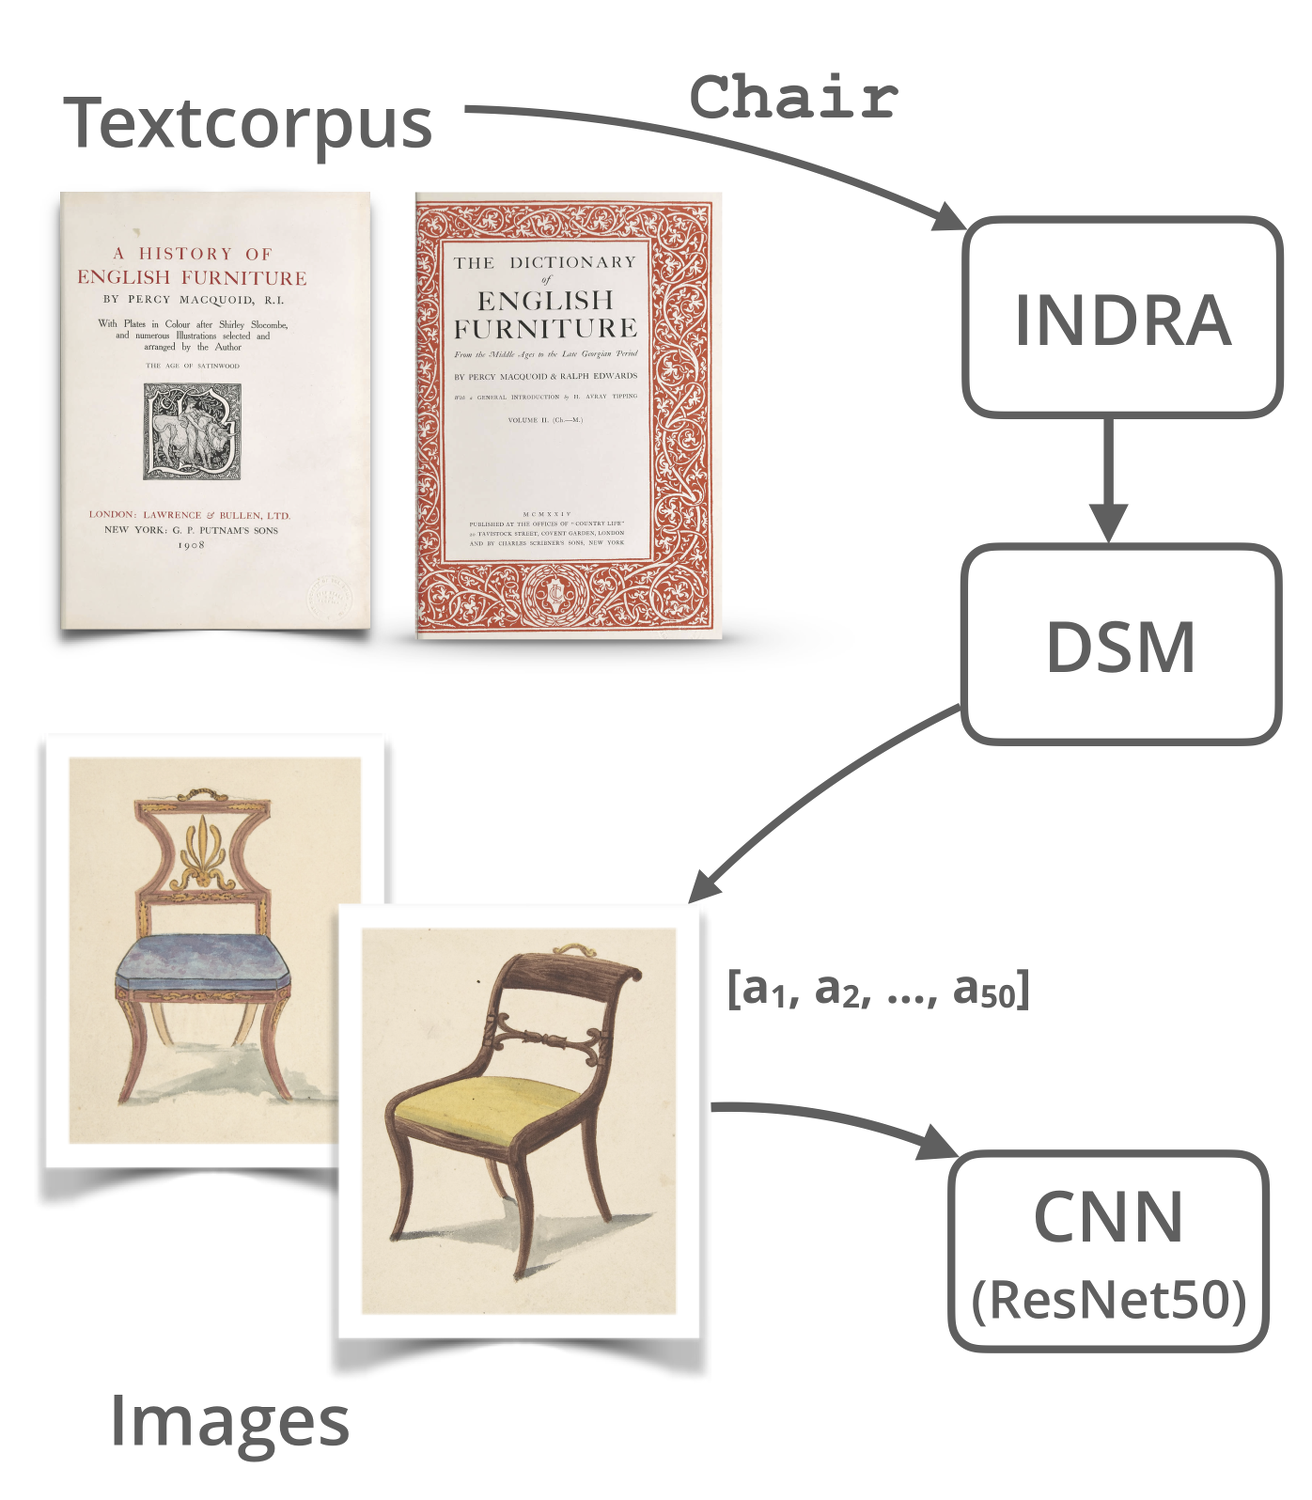 Textcorpus
Chair
A HISTORY OF
ENGLISH FURNITURE
BY PERCY MACQUOID, R.I.
With Plates in Colour after Shirley Slocombe,
and numerous Illustrations selected and
arranged by the Author
THE AGE OF SATINWOOD
LONDON: LAWRENCE & BULLEN, LTD.
NEW YORK: G. P. PUTNAM'S SONS
1908
THE DICTIONARY
of
ENGLISH
FURNITURE
From the Middle Ages to the Late Georgian Period
BY PERCY MACQUOID & RALPH EDWARDS
With a GENERAL INTRODUCTION by H. AVRAY TIPPING
VOLUME II. (Ch.—M.)
MCMXXIV
PUBLISHED AT THE OFFICES OF "COUNTRY LIFE"
20 TAVISTOCK STREET, COVENT GARDEN, LONDON
AND BY CHARLES SCRIBNER'S SONS, NEW YORK
INDRA
DSM
[a1, a2, ..., a50]
CNN
(ResNet50)
Images